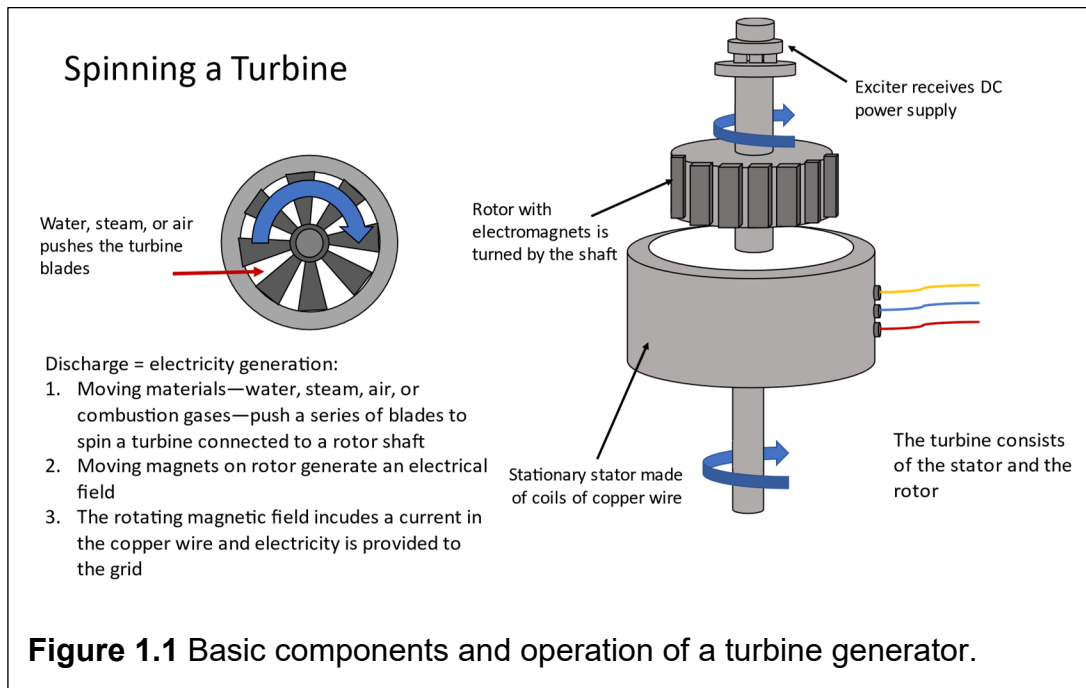 Spinning a Turbine
Exciter receives DC
power supply
Water, steam, or air
pushes the turbine
blades
Rotor with
electromagnets is
turned by the shaft
Discharge = electricity generation:
1. Moving materials—water, steam, air, or
combustion gases—push a series of blades to
spin a turbine connected to a rotor shaft
2. Moving magnets on rotor generate an electrical
field
3. The rotating magnetic field incudes a current in
the copper wire and electricity is provided to
the grid
Stationary stator made
of coils of copper wire
The turbine consists
of the stator and the
rotor
Figure 1.1 Basic components and operation of a turbine generator.